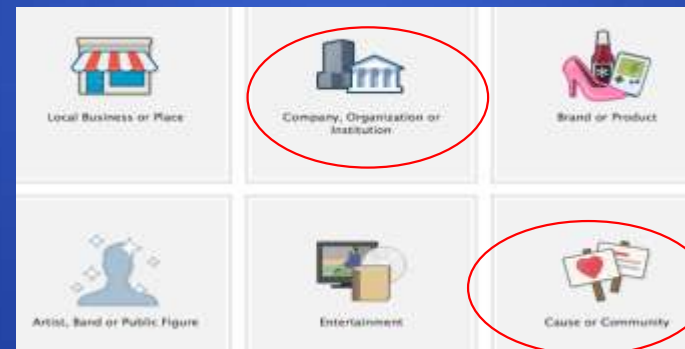 Local Business or Place
Company, Organization or
Institution
Brand or Product
Artist, Band or Public Figure
Entertainment
Cause or Community